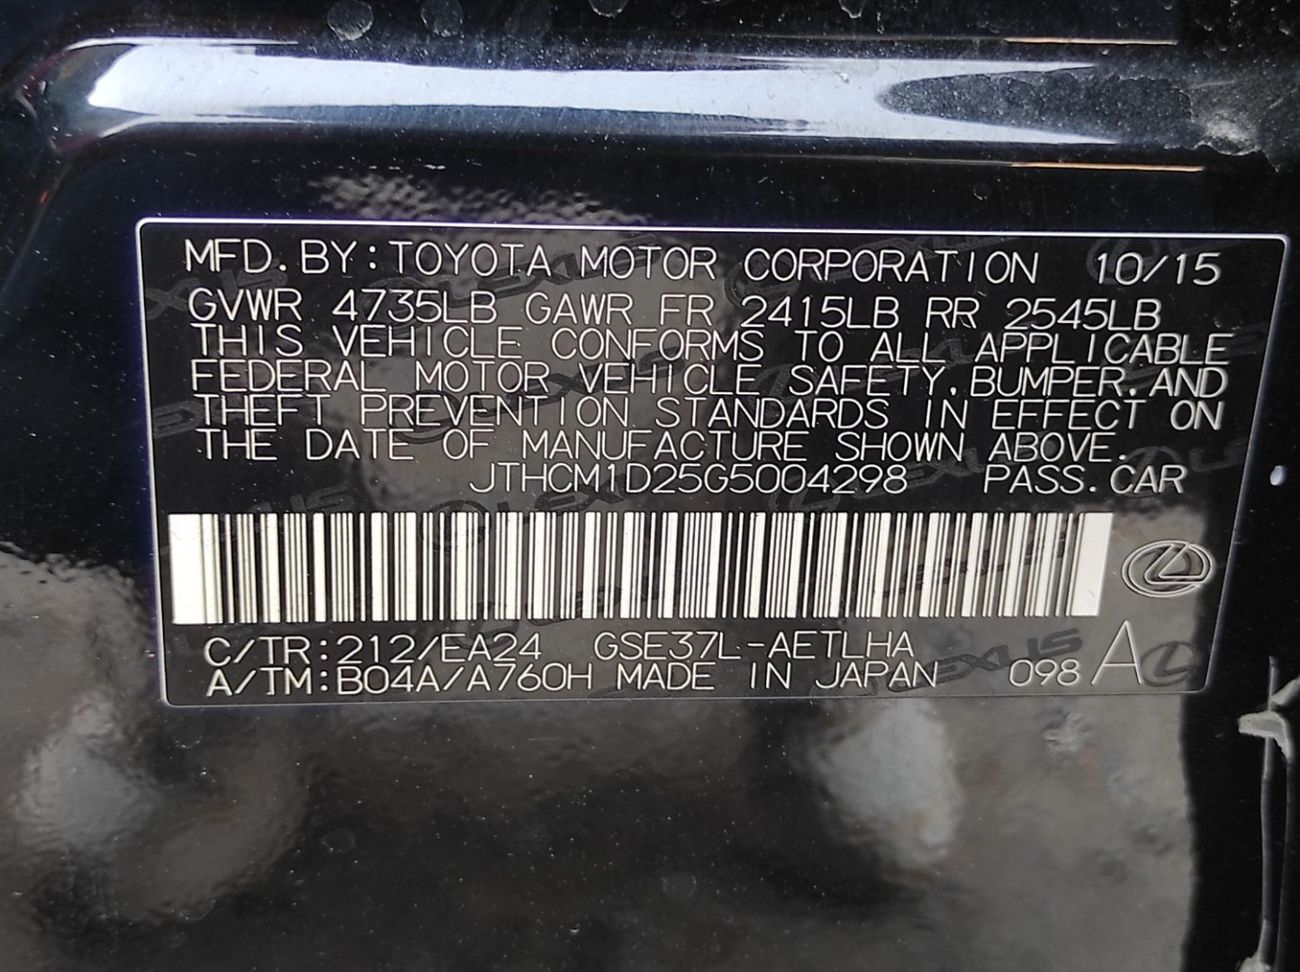 MFD. BY: TOYOTA MOTOR CORPORATION 10/15
GVWR 4735LB GAWR FR 2415LB RR 2545LB
THIS VEHICLE CONFORMS TO ALL APPLICABLE
FEDERAL MOTOR VEHICLE SAFETY, BUMPER, AND
THEFT PREVENTION STANDARDS IN EFFECT ON
THE DATE OF MANUFACTURE SHOWN ABOVE.
JTHCM1D25G5004298 PASS. CAR
C/TR: 212/EA24 GSE37L-AETLHA
A/TM: B04A/A760H MADE IN JAPAN 098 A